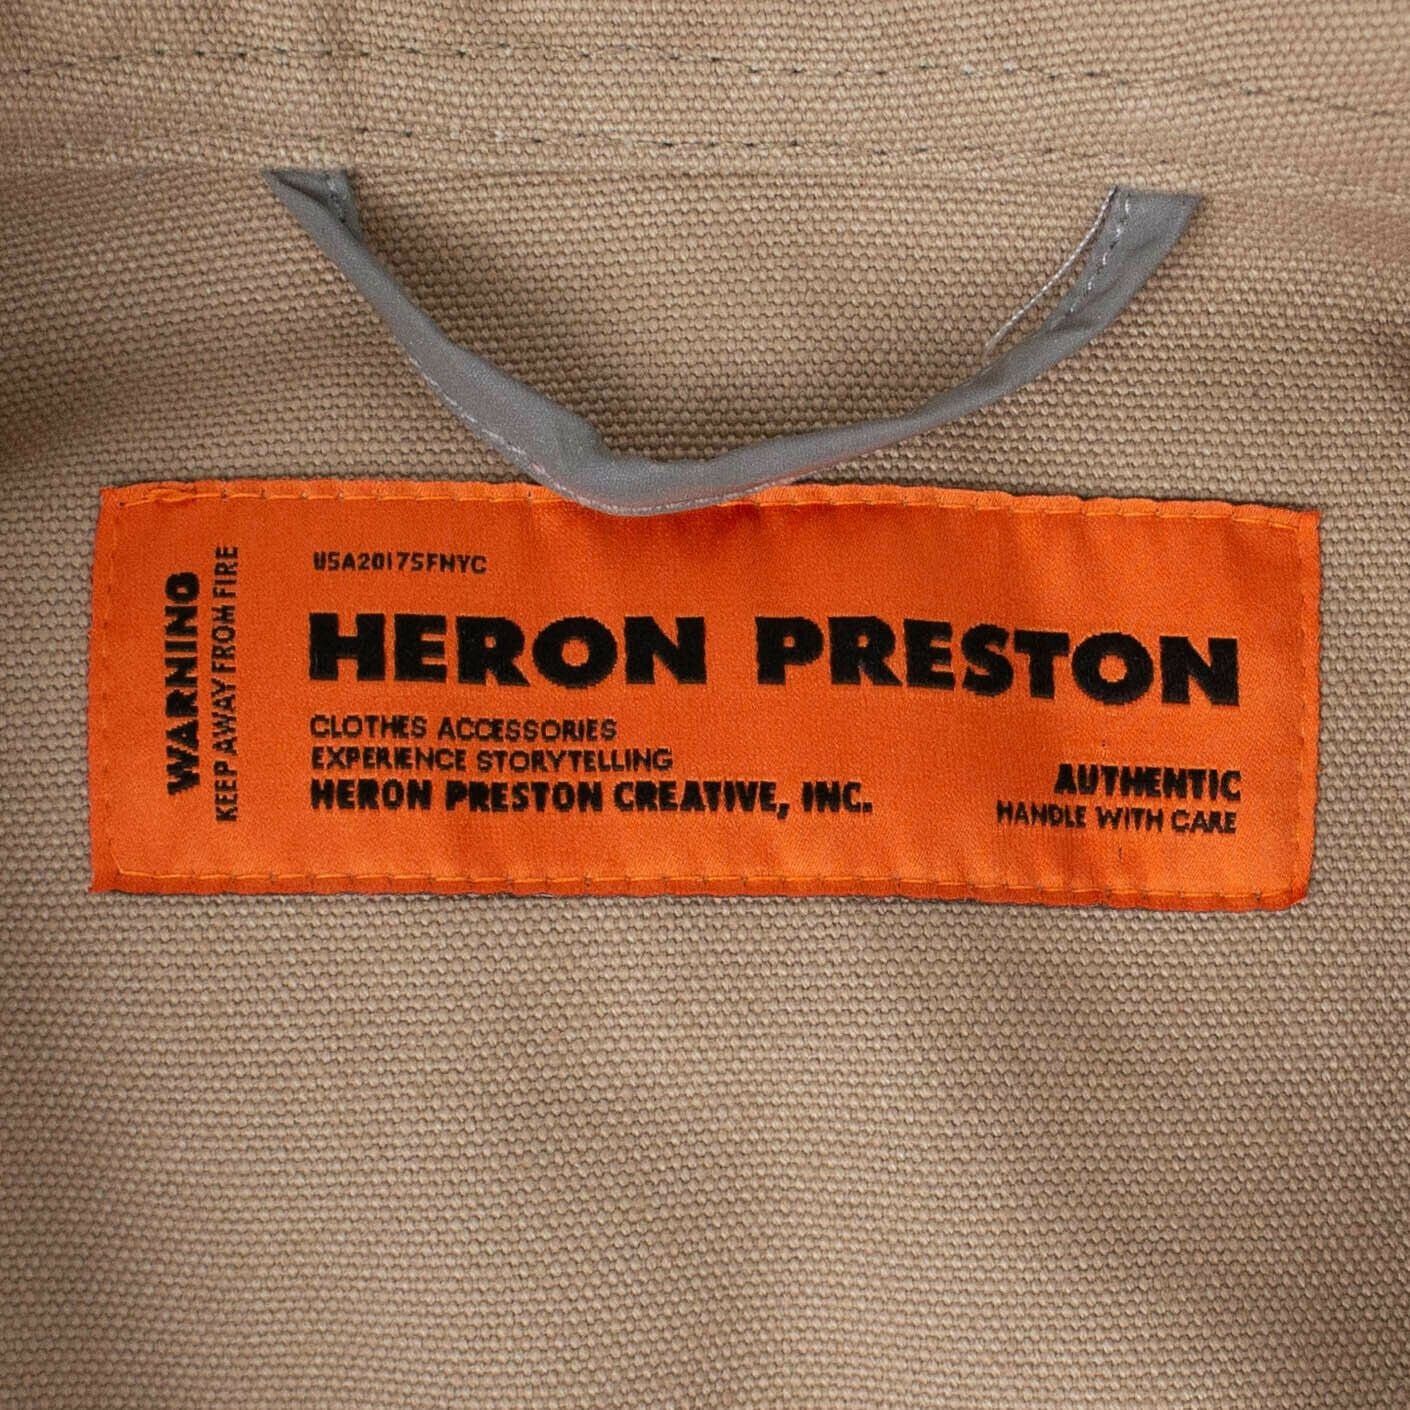 WARNING
KEEP AWAY FROM FIRE
USA2017SFNYC
HERON PRESTON
CLOTHES ACCESSORIES
EXPERIENCE STORYTELLING
HERON PRESTON CREATIVE, INC.
AUTHENTIC
HANDLE WITH CARE